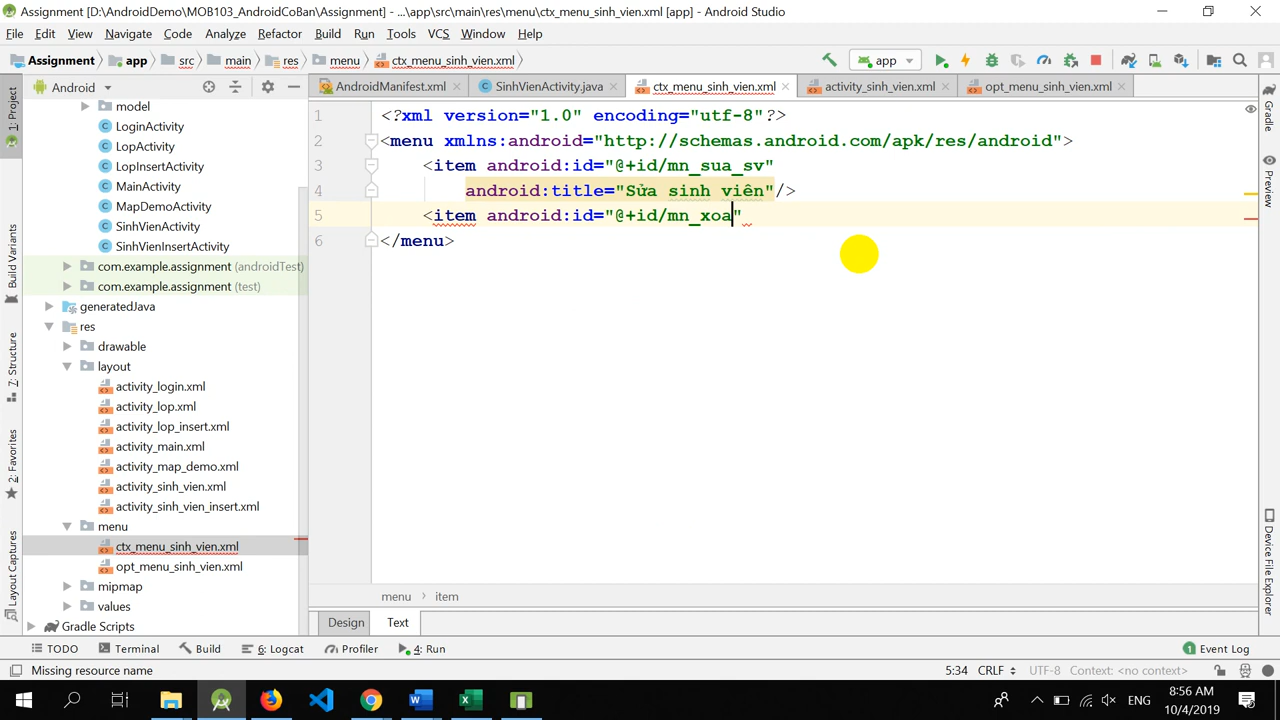 Assignment [D:\AndroidDemo\MOB103_AndroidCoBan\Assignment] - ...\app\src\main\res\menu\ctx_menu_sinh_vien.xml [app] - Android Studio
File Edit View Navigate Code Analyze Refactor Build Run Tools VCS Window Help
Assignment app src main res menu ctx_menu_sinh_vien.xml app
Android AndroidManifest.xml SinhVienActivity.java ctx_menu_sinh_vien.xml activity_sinh_vien.xml opt_menu_sinh_vien.xml
1: Project
Build Variants
7: Structure
2: Favorites
Layout Captures
model
LoginActivity
LopActivity
LopInsertActivity
MainActivity
MapDemoActivity
SinhVienActivity
SinhVienInsertActivity
com.example.assignment (androidTest)
com.example.assignment (test)
generatedJava
res
drawable
layout
activity_login.xml
activity_lop.xml
activity_lop_insert.xml
activity_main.xml
activity_map_demo.xml
activity_sinh_vien.xml
activity_sinh_vien_insert.xml
menu
ctx_menu_sinh_vien.xml
opt_menu_sinh_vien.xml
mipmap
values
Gradle Scripts
1 <?xml version="1.0" encoding="utf-8"?>
2 <menu xmlns:android="http://schemas.android.com/apk/res/android">
3 <item android:id="@+id/mn_sua_sv"
4 android:title="Sửa sinh viên"/>
5 <item android:id="@+id/mn_xoa"
6 </menu>
Gradle
Preview
Device File Explorer
menu item
Design Text
TODO Terminal Build 6: Logcat Profiler 4: Run 1 Event Log
Missing resource name 5:34 CRLF UTF-8 Context: <no context>
ENG 8:56 AM
10/4/2019